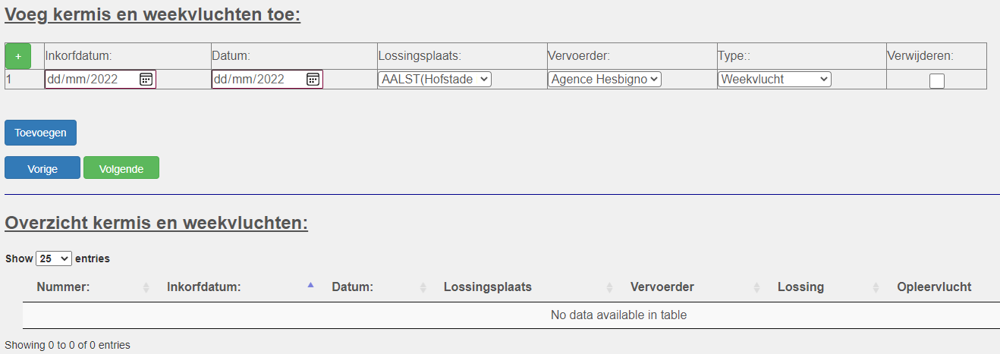 Voeg kermis en weekvluchten toe:
+ Inkorfdatum: Datum: Lossingsplaats: Vervoerder: Type:: Verwijderen:
1 dd/mm/2022 dd/mm/2022 AALST(Hofstade Agence Hesbigno Weekvlucht
Toevoegen
Vorige Volgende
Overzicht kermis en weekvluchten:
Show 25 entries
Nummer: Inkorfdatum: Datum: Lossingsplaats Vervoerder Lossing Opleervlucht
No data available in table
Showing 0 to 0 of 0 entries